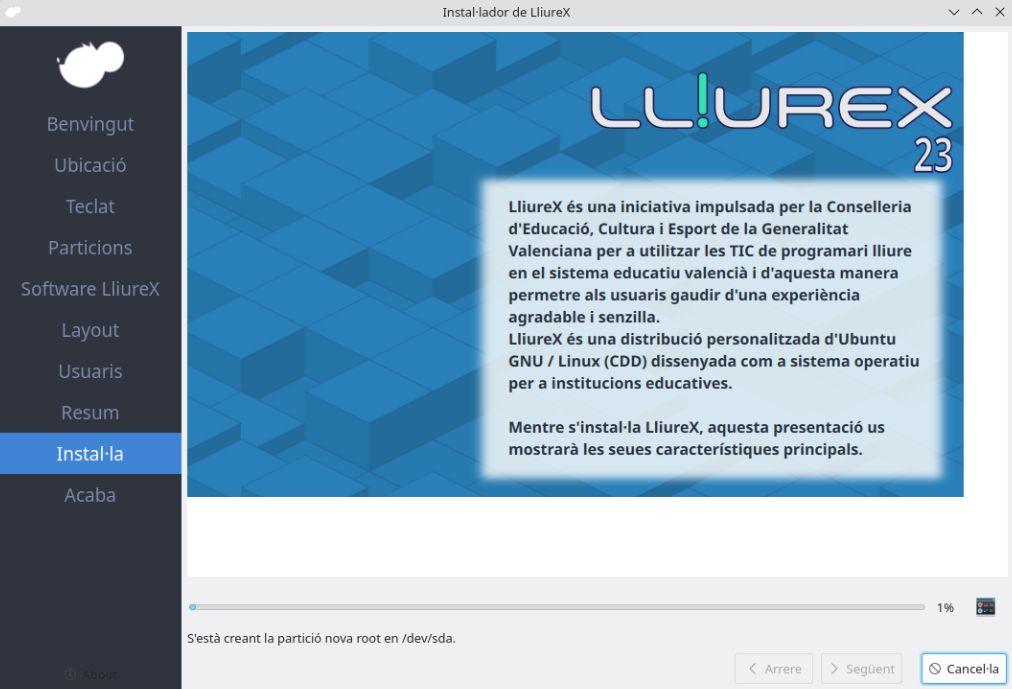 Instal·lador de LliureX
Benvingut
Ubicació
Teclat
Particions
Software LliureX
Layout
Usuaris
Resum
Instal·la
Acaba
About
LLIUREX
23
LliureX és una iniciativa impulsada per la Conselleria
d'Educació, Cultura i Esport de la Generalitat
Valenciana per a utilitzar les TIC de programari lliure
en el sistema educatiu valencià i d'aquesta manera
permetre als usuaris gaudir d'una experiència
agradable i senzilla.
LliureX és una distribució personalitzada d'Ubuntu
GNU / Linux (CDD) dissenyada com a sistema operatiu
per a institucions educatives.
Mentre s'instal·la LliureX, aquesta presentació us
mostrarà les seues característiques principals.
1%
S'està creant la partició nova root en /dev/sda.
Arrere
Següent
Cancel·la